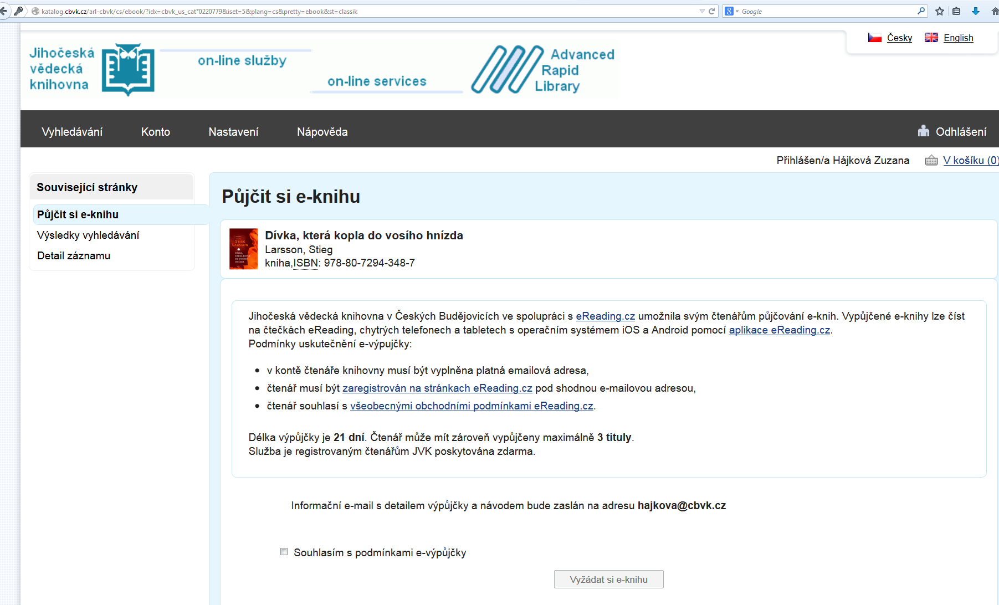 katalog.cbvk.cz/arl-cbvk/cs/ebook/?idx=cbvk_us_cat*0220779&iset=5&plang=cs&pretty=ebook&st=classik
8 Google
Česky English
Jihočeská
vědecká
knihovna
on-line služby
on-line services
Advanced
Rapid
Library
Vyhledávání Konto Nastavení Nápověda Odhlášení
Přihlášen/a Hájková Zuzana V košíku (0)
Související stránky
Půjčit si e-knihu
Výsledky vyhledávání
Detail záznamu
Půjčit si e-knihu
STIEG
LARSSON
DÍVKA,
KTERÁ KOPLA
DO VOSÍHO
HNÍZDA
Dívka, která kopla do vosího hnízda
Larsson, Stieg
kniha,ISBN: 978-80-7294-348-7
Jihočeská vědecká knihovna v Českých Budějovicích ve spolupráci s eReading.cz umožnila svým čtenářům půjčování e-knih. Vypůjčené e-knihy lze číst
na čtečkách eReading, chytrých telefonech a tabletech s operačním systémem iOS a Android pomocí aplikace eReading.cz.
Podmínky uskutečnění e-výpujčky:
• v kontě čtenáře knihovny musí být vyplněna platná emailová adresa,
• čtenář musí být zaregistrován na stránkach eReading.cz pod shodnou e-mailovou adresou,
• čtenář souhlasí s všeobecnými obchodními podmínkami eReading.cz.
Délka výpůjčky je 21 dní. Čtenář může mít zároveň vypůjčeny maximálně 3 tituly.
Služba je registrovaným čtenářům JVK poskytována zdarma.
Informační e-mail s detailem výpůjčky a návodem bude zaslán na adresu hajkova@cbvk.cz
Souhlasím s podmínkami e-výpůjčky
Vyžádat si e-knihu